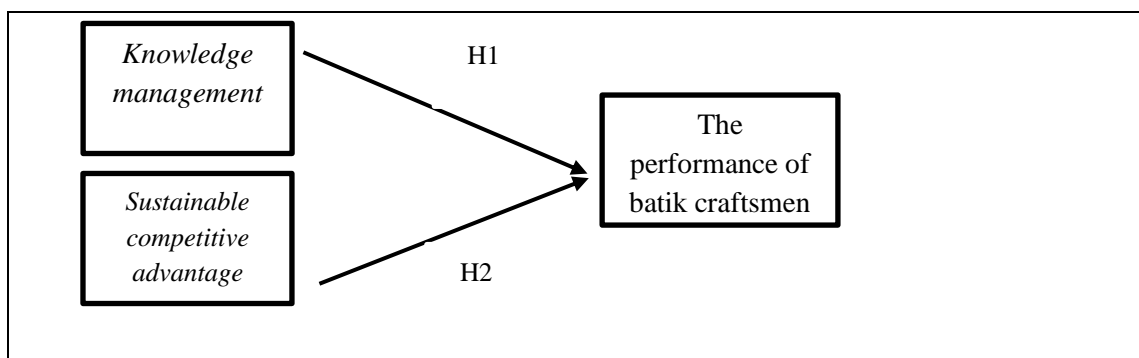 Knowledge
management
H1
The
performance of
batik craftsmen
Sustainable
competitive
advantage
H2